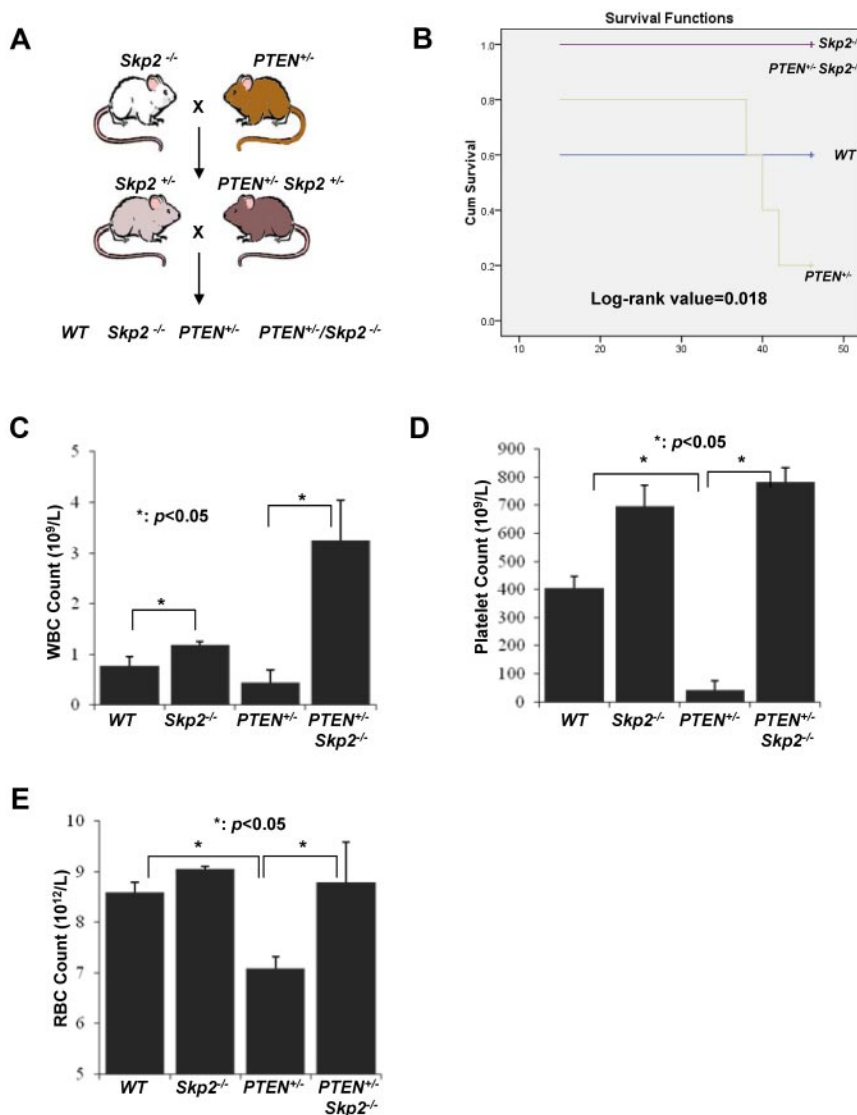 A
Skp2 -/- PTEN+/-
X
Skp2 +/- PTEN+/- Skp2 +/-
X
WT Skp2 -/- PTEN+/- PTEN+/-/Skp2 -/-
B
Survival Functions
Cum Survival
1.0
0.8
0.6
0.4
0.2
0.0
Skp2-/
PTEN+/- Skp2-/
WT
PTEN+/-
Log-rank value=0.018
10 20 30 40 50
C
WBC Count (10⁹/L)
5
4
3
2
1
0
*: p<0.05
*
*
WT Skp2-/- PTEN+/- PTEN+/-
Skp2-/-
D
Platelet Count (10⁹/L)
900
800
700
600
500
400
300
200
100
0
*: p<0.05
* *
WT Skp2-/- PTEN+/- PTEN+/-
Skp2-/-
E
RBC Count (10¹²/L)
10
9
8
7
6
5
*: p<0.05
* *
WT Skp2-/- PTEN+/- PTEN+/-
Skp2-/-